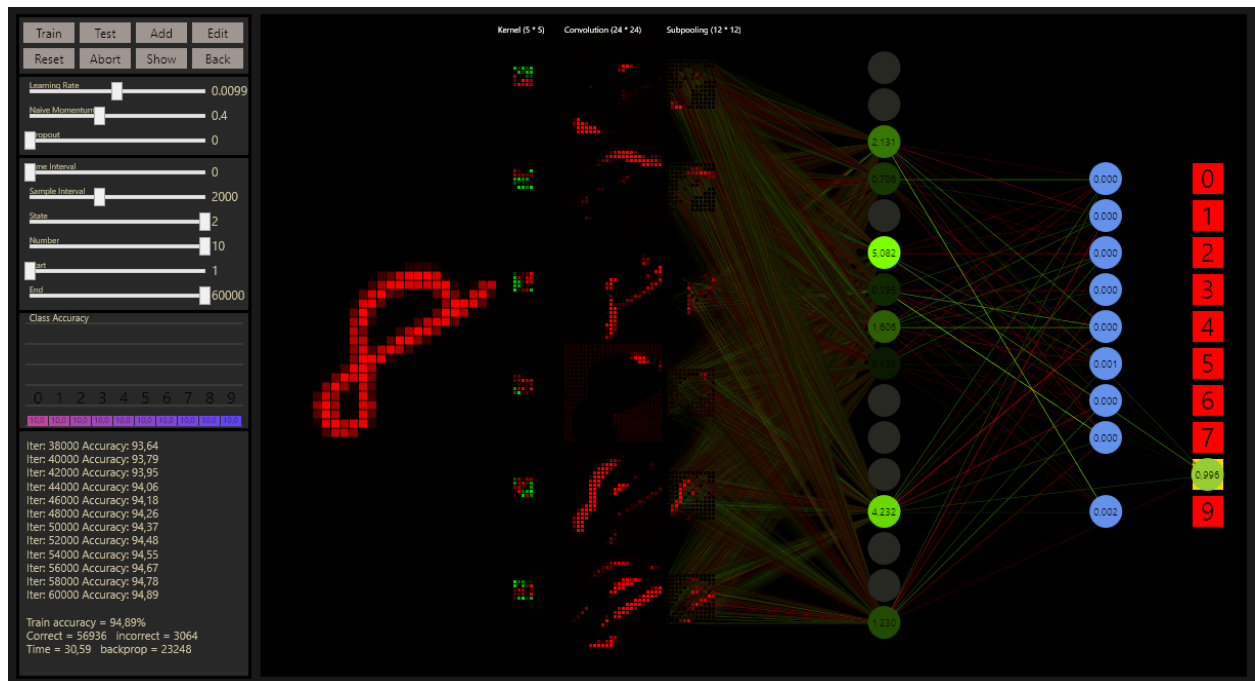 Train Test Add Edit
Reset Abort Show Back
Learning Rate 0.0099
Naive Momentum 0.4
ropout 0
me Interval 0
Sample Interval 2000
State 2
Number 10
art 1
End 60000
Class Accuracy
0 1 2 3 4 5 6 7 8 9
10,0 10,0 10,0 10,0 10,0 10,0 10,0 10,0 10,0 10,0
Iter: 38000 Accuracy: 93,64
Iter: 40000 Accuracy: 93,79
Iter: 42000 Accuracy: 93,95
Iter: 44000 Accuracy: 94,06
Iter: 46000 Accuracy: 94,18
Iter: 48000 Accuracy: 94,26
Iter: 50000 Accuracy: 94,37
Iter: 52000 Accuracy: 94,48
Iter: 54000 Accuracy: 94,55
Iter: 56000 Accuracy: 94,67
Iter: 58000 Accuracy: 94,78
Iter: 60000 Accuracy: 94,89
Train accuracy = 94,89%
Correct = 56936 incorrect = 3064
Time = 30,59 backprop = 23248
Kernel (5 * 5) Convolution (24 * 24) Subpooling (12 * 12)
8
2,131
0,706
5,082
1,606
4,232
1,230
0,000
0,000
0,000
0,000
0,000
0,001
0,000
0,000
0,002
0
1
2
3
4
5
6
7
0,996
9